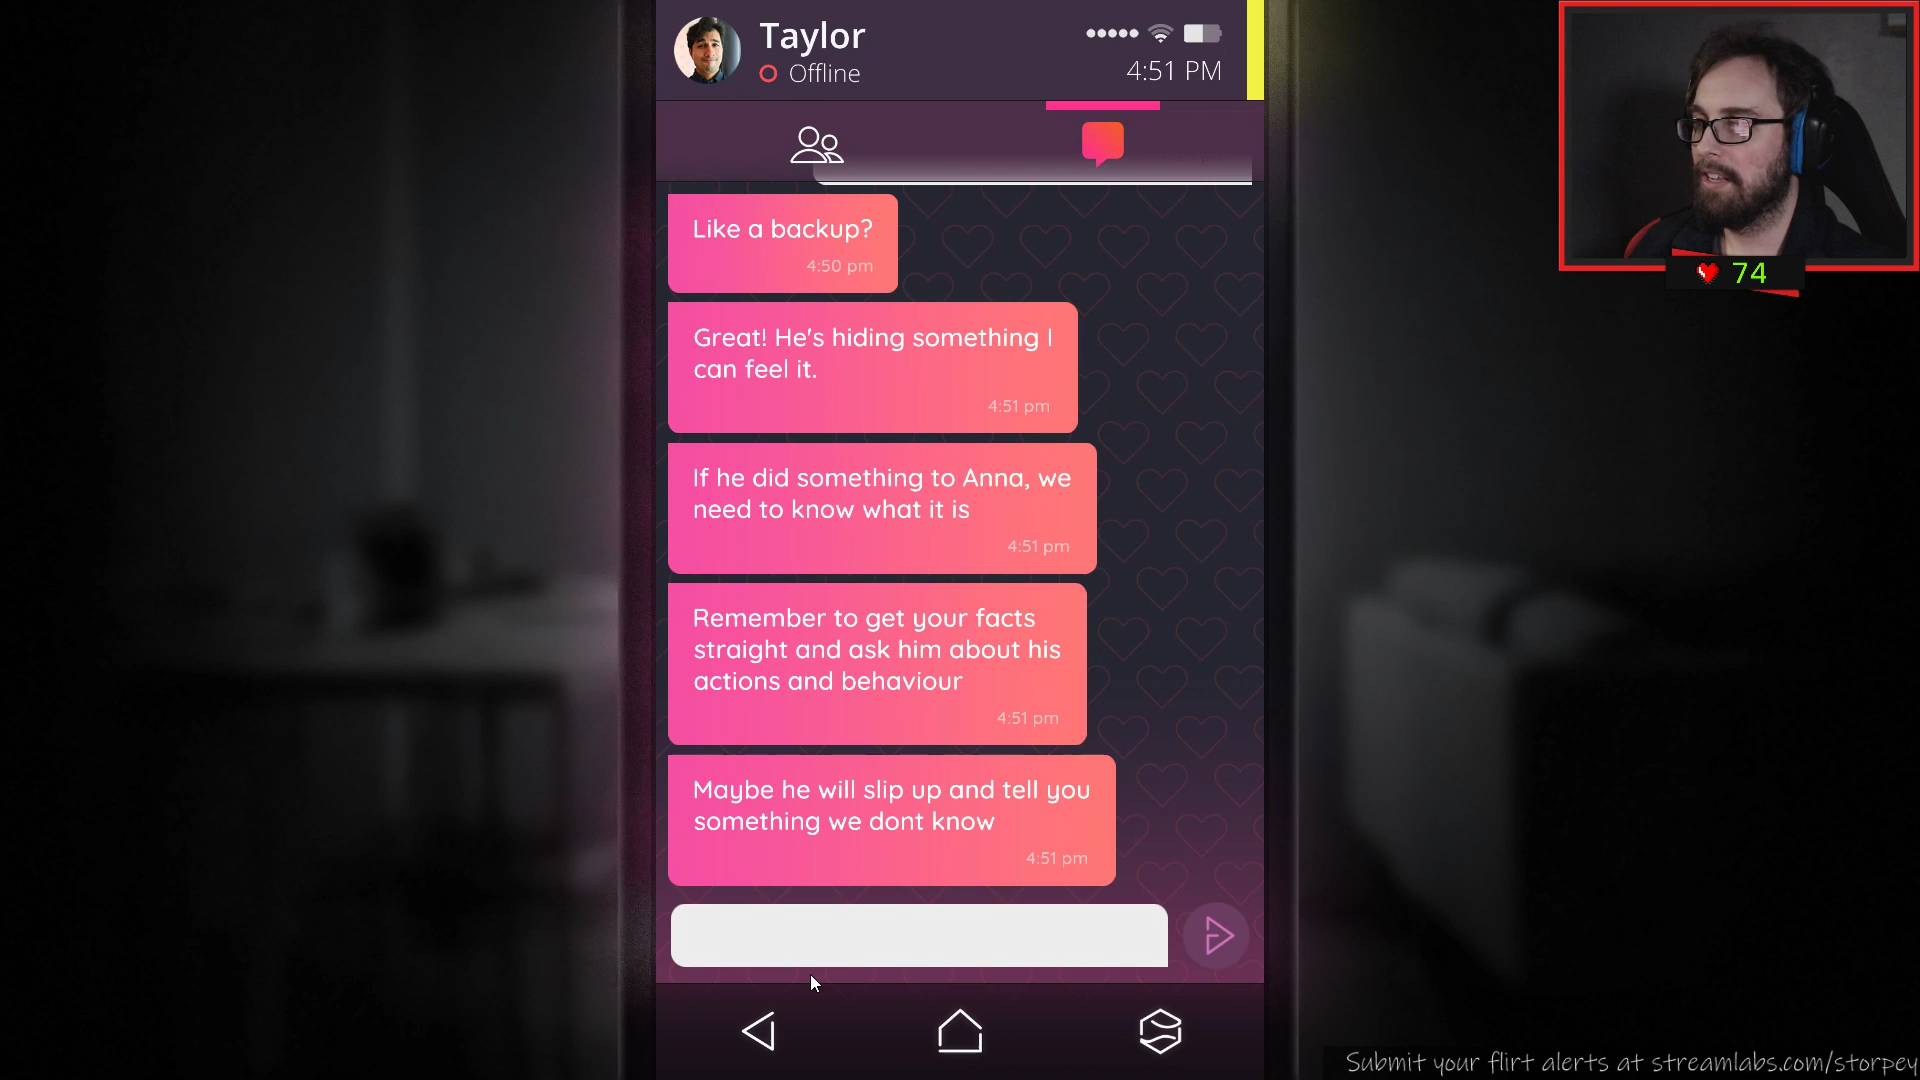 Taylor
Offline
4:51 PM
Like a backup?
4:50 pm
Great! He's hiding something I
can feel it.
4:51 pm
If he did something to Anna, we
need to know what it is
4:51 pm
Remember to get your facts
straight and ask him about his
actions and behaviour
4:51 pm
Maybe he will slip up and tell you
something we dont know
4:51 pm
74
Submit your flirt alerts at streamlabs.com/storpey